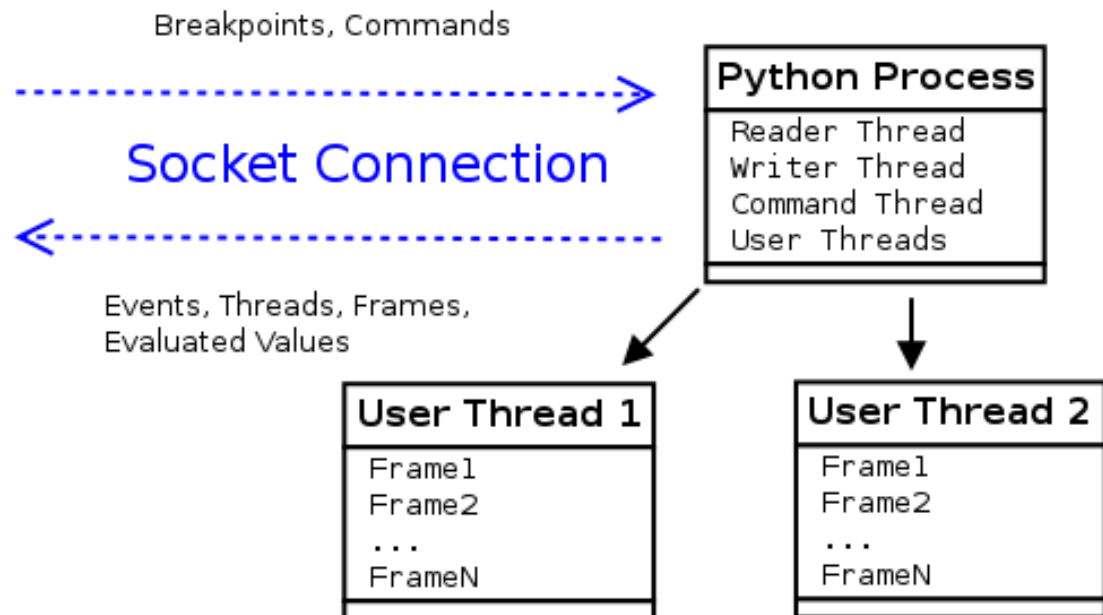 Breakpoints, Commands
Socket Connection
Events, Threads, Frames,
Evaluated Values
Python Process
Reader Thread
Writer Thread
Command Thread
User Threads
User Thread 1
Frame1
Frame2
...
FrameN
User Thread 2
Frame1
Frame2
...
FrameN